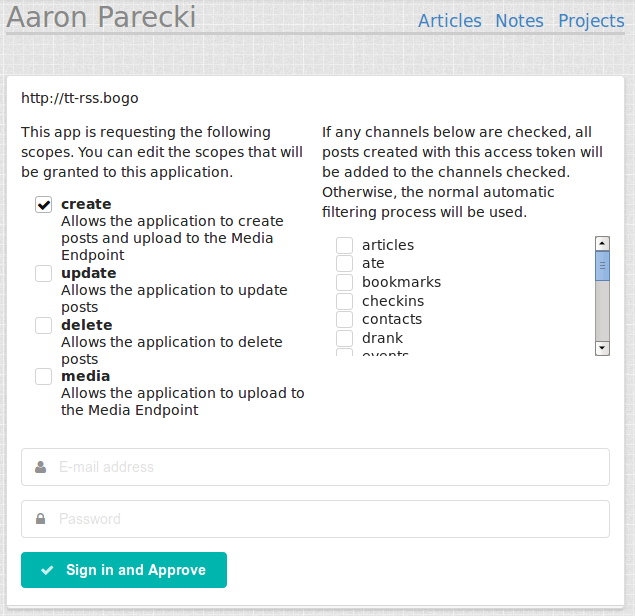 Aaron Parecki
Articles Notes Projects
http://tt-rss.bogo
This app is requesting the following
scopes. You can edit the scopes that will
be granted to this application.
create
Allows the application to create
posts and upload to the Media
Endpoint
update
Allows the application to update
posts
delete
Allows the application to delete
posts
media
Allows the application to upload to
the Media Endpoint
If any channels below are checked, all
posts created with this access token will
be added to the channels checked.
Otherwise, the normal automatic
filtering process will be used.
articles
ate
bookmarks
checkins
contacts
drank
events
E-mail address
Password
Sign in and Approve